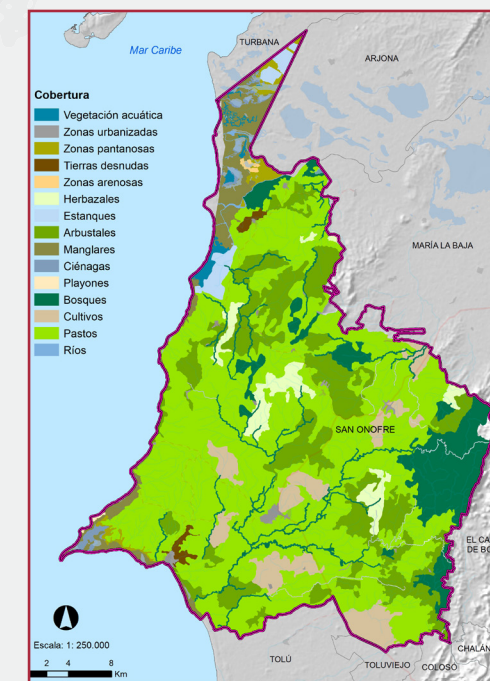 Mar Caribe
TURBANA
ARJONA
Cobertura
Vegetación acuática
Zonas urbanizadas
Zonas pantanosas
Tierras desnudas
Zonas arenosas
Herbazales
Estanques
Arbustales
Manglares
Ciénagas
Playones
Bosques
Cultivos
Pastos
Ríos
MARÍA LA BAJA
SAN ONOFRE
EL CA
DE BO
Escala: 1: 250.000
2 4 8
Km
TOLÚ
TOLUVIEJO
COLOSO
CHALÁN